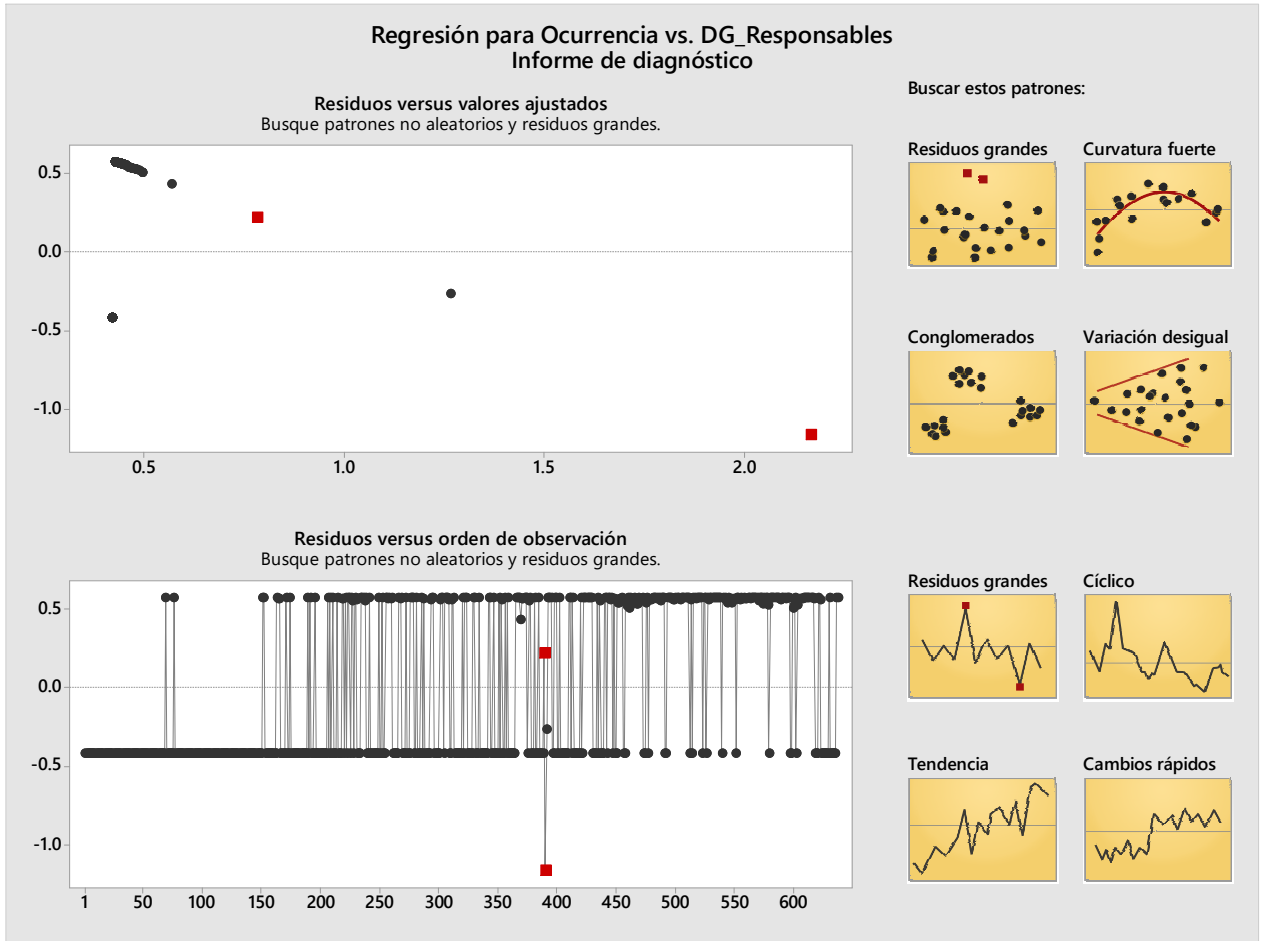 Regresión para Ocurrencia vs. DG_Responsables
Informe de diagnóstico
Residuos versus valores ajustados
Busque patrones no aleatorios y residuos grandes.
0.5
0.0
-0.5
-1.0
0.5 1.0 1.5 2.0
Residuos versus orden de observación
Busque patrones no aleatorios y residuos grandes.
0.5
0.0
-0.5
-1.0
1 50 100 150 200 250 300 350 400 450 500 550 600
Buscar estos patrones:
Residuos grandes Curvatura fuerte
Conglomerados Variación desigual
Residuos grandes Cíclico
Tendencia Cambios rápidos